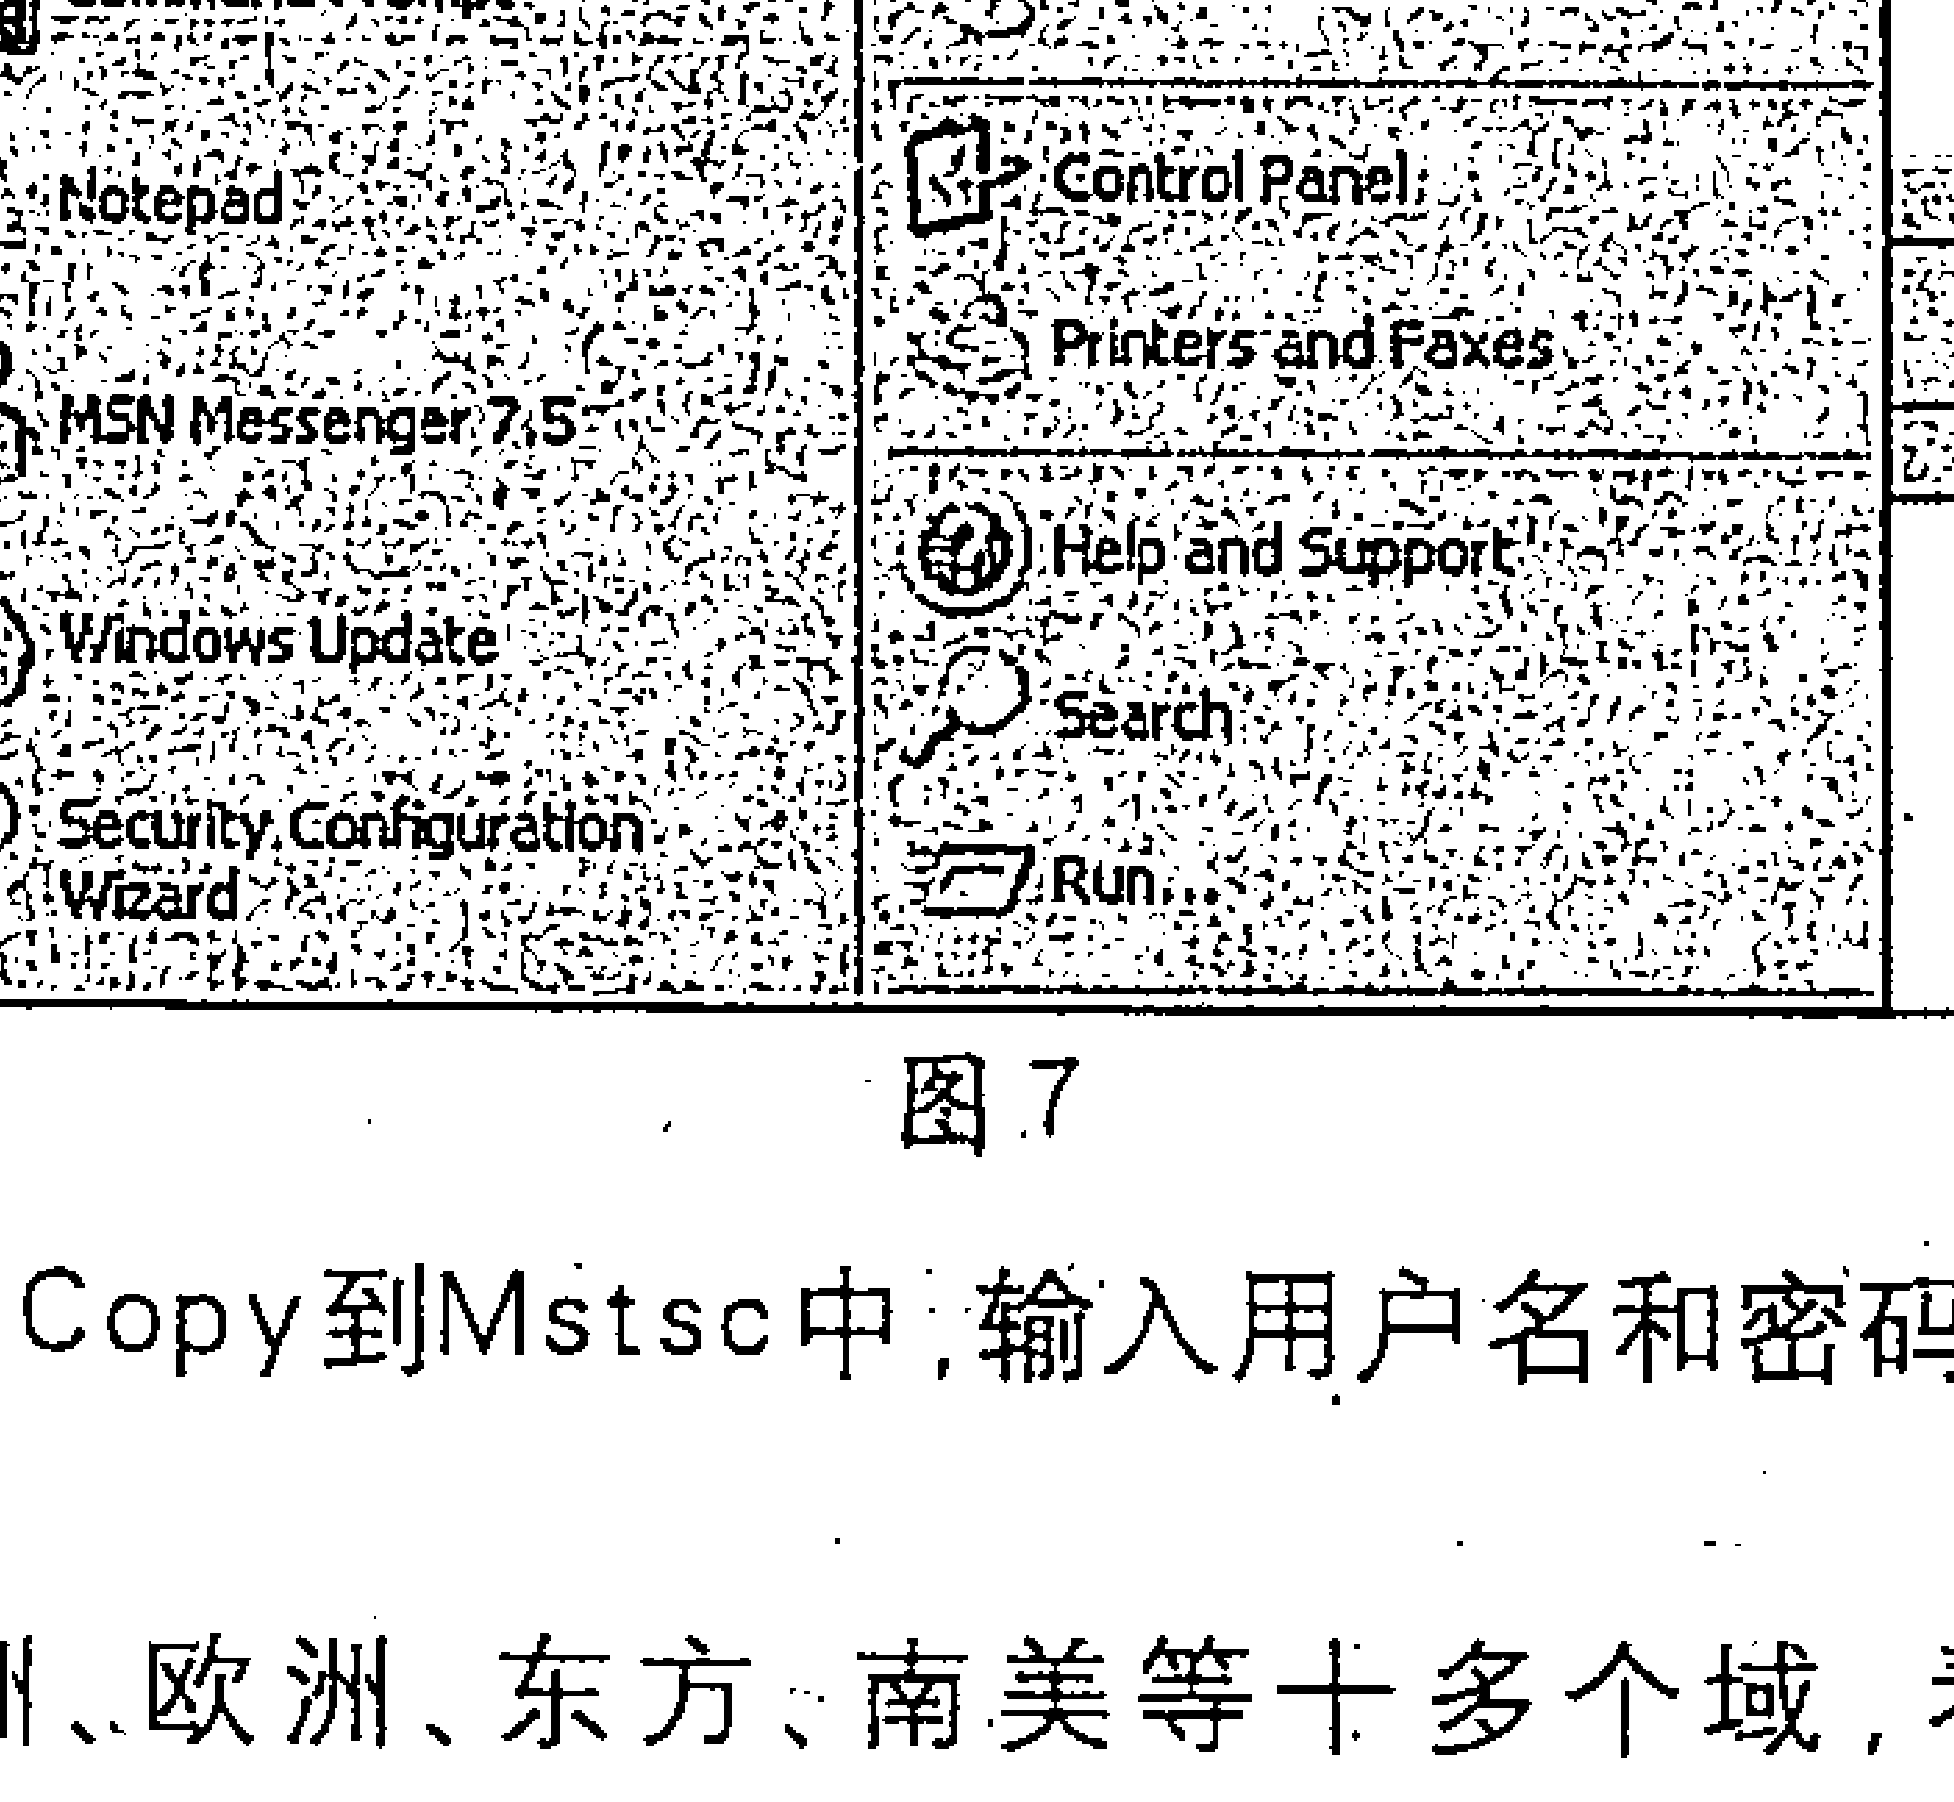 Notepad
MSN Messenger 7.5
Windows Update
Security Configuration
Wizard
Control Panel
Printers and Faxes
Help and Support
Search
Run...
图 7
Copy到Mstsc中,输入用户名和密码
、欧洲、东方、南美等十多个域,